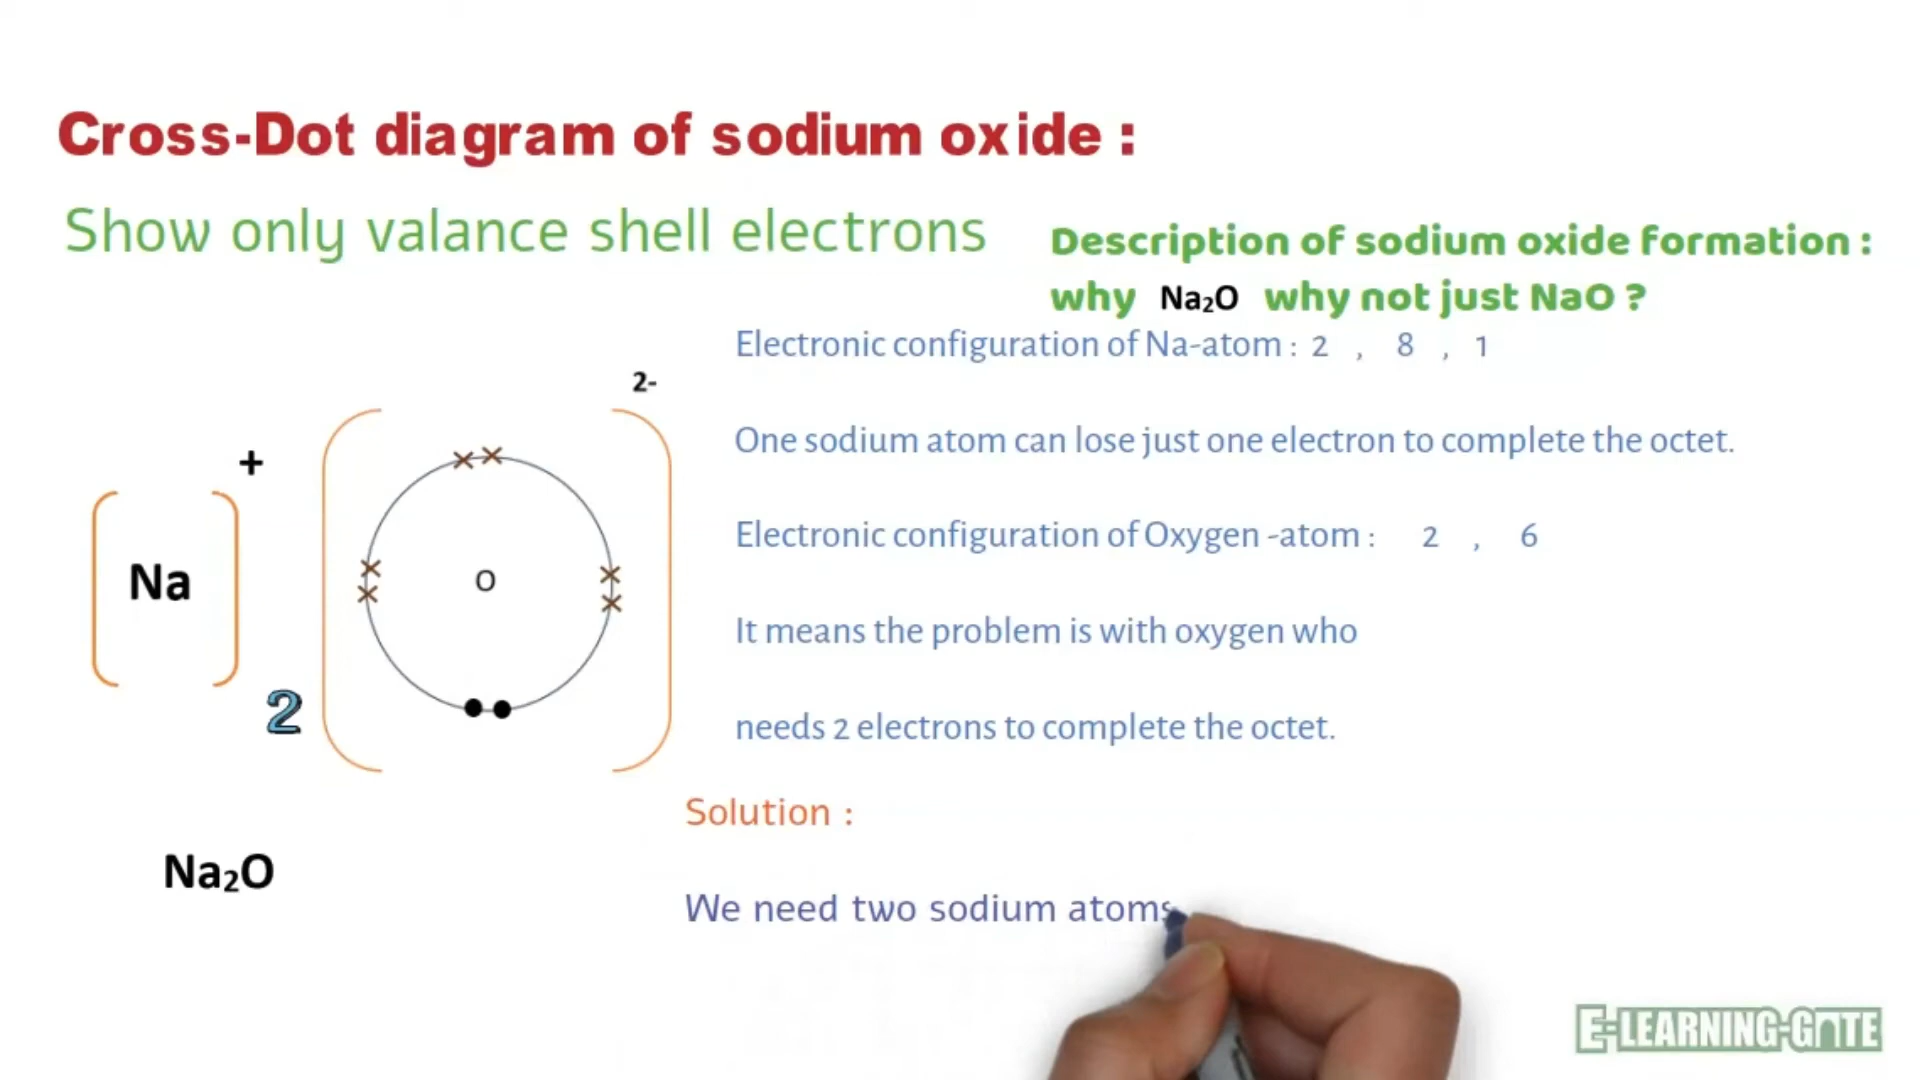 Cross-Dot diagram of sodium oxide :
Show only valance shell electrons
Description of sodium oxide formation :
why Na₂O why not just NaO ?
Electronic configuration of Na-atom : 2 , 8 , 1
One sodium atom can lose just one electron to complete the octet.
Electronic configuration of Oxygen -atom : 2 , 6
It means the problem is with oxygen who
needs 2 electrons to complete the octet.
2-
+
Na
O
2
Solution :
Na₂O
We need two sodium atoms
E-LEARNING-GATE